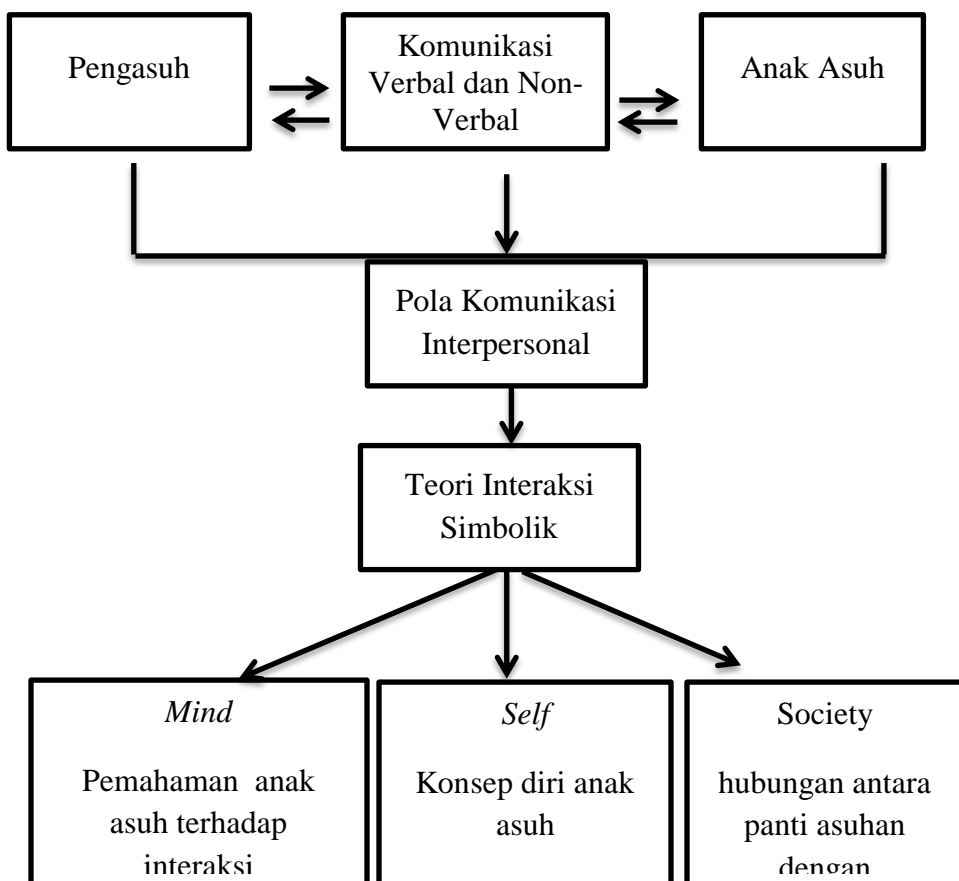 Pengasuh
Komunikasi
Verbal dan Non-
Verbal
Anak Asuh
Pola Komunikasi
Interpersonal
Teori Interaksi
Simbolik
Mind
Pemahaman anak
asuh terhadap
interaksi
Self
Konsep diri anak
asuh
Society
hubungan antara
panti asuhan
dengan